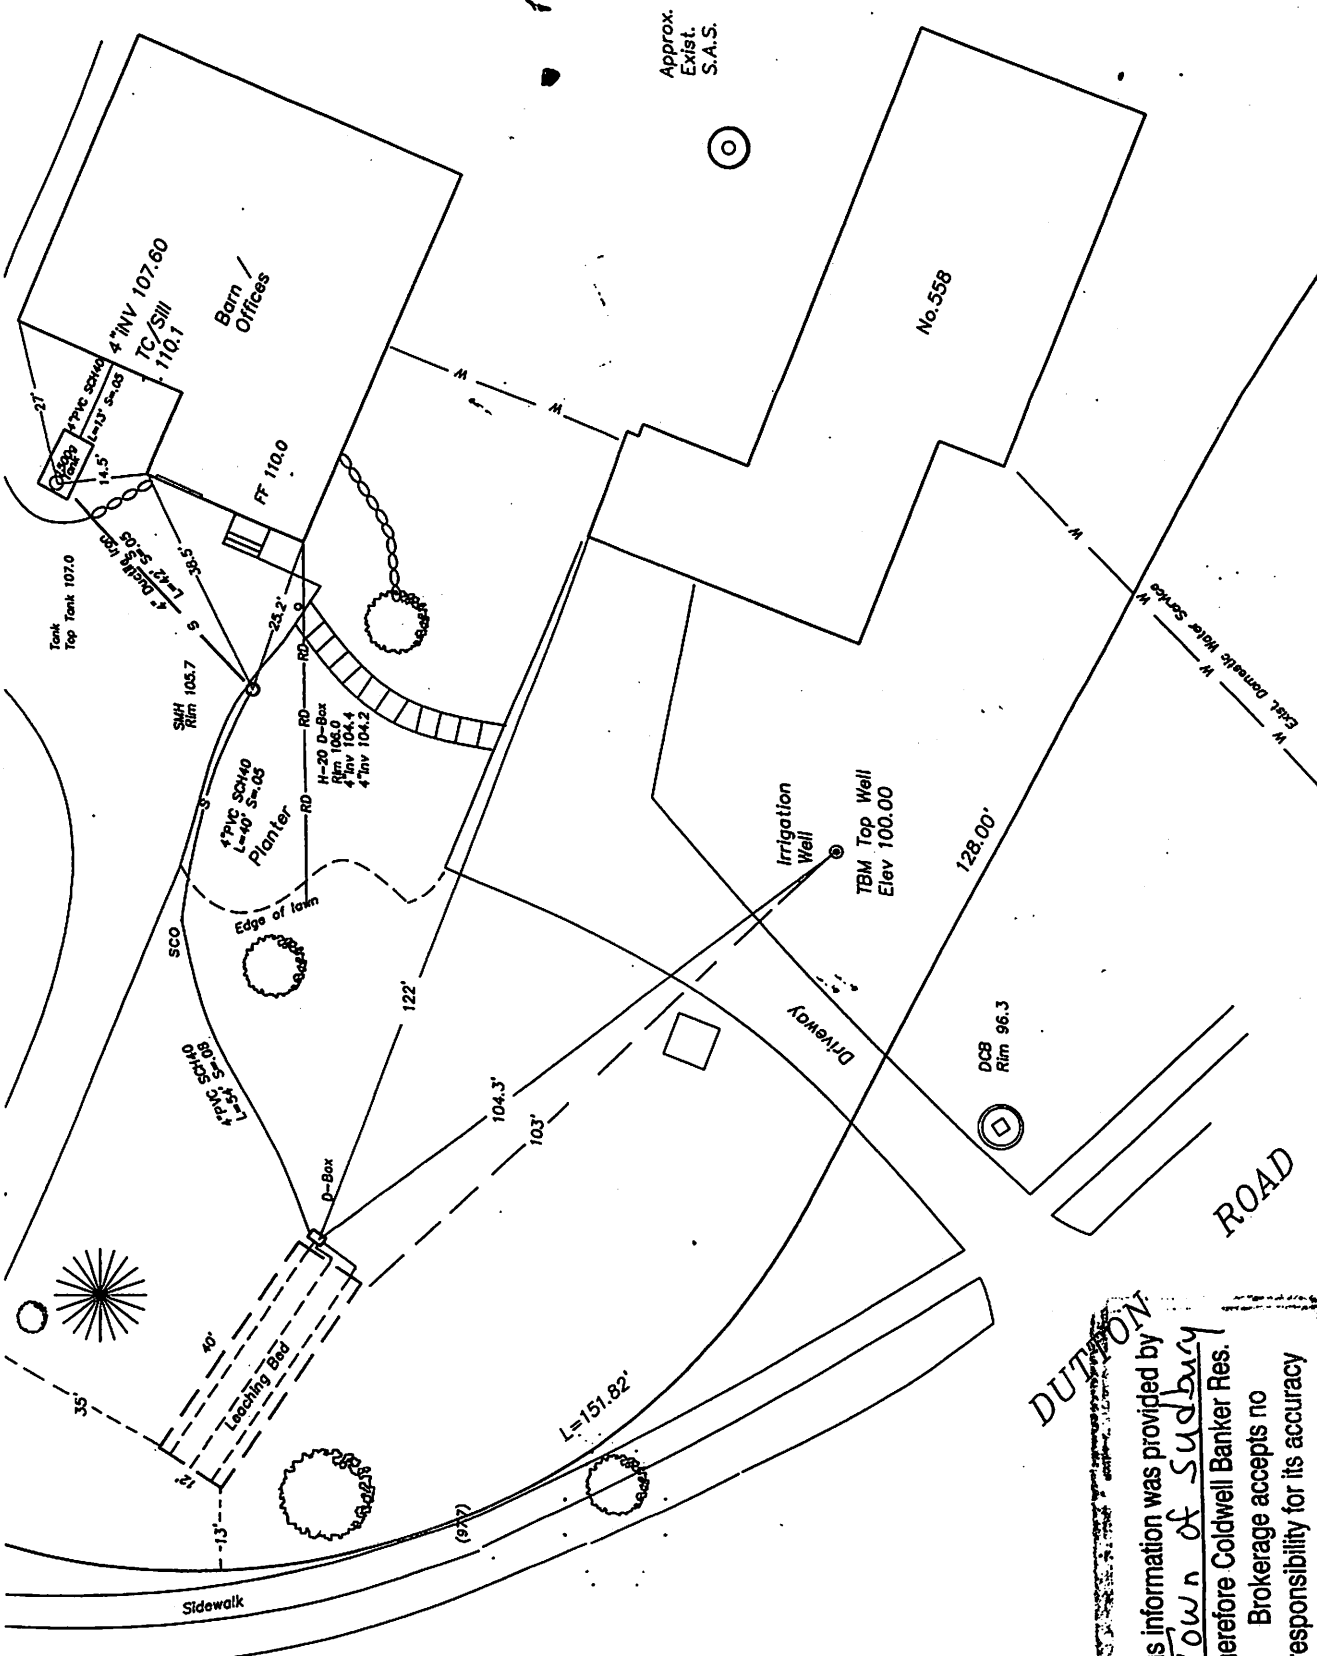 Approx.
Exist.
S.A.S.
4"INV 107.60
TC/Sill
110.1
Barn /
Offices
27'
4"PVC SCH40
L=13' S=.05
1500g
Tank
14.5'
FF 110.0
No.558
W
W
Tank
Top Tank 107.0
4" Ductile Iron
L=42' S=.05
38.5'
S
25.2'
SMH
Rim 105.7
RD
RD
RD
H-20 D-Box
Rim 106.0
4"Inv 104.4
4"Inv 104.2
S
4"PVC SCH40
L=40' S=.05
Planter
W
W
W
W
Exist. Domestic Water Service
Irrigation
Well
TBM Top Well
Elev 100.00
128.00'
Edge of lawn
SCO
122'
4"PVC SCH40
L=54' S=.08
Driveway
DCB
Rim 96.3
104.3'
103'
D-Box
40'
Leaching Bed
35'
12'
13'
L=151.82'
(97.7)
Sidewalk
DUTTON
ROAD
is information was provided by
Town of Sudbury
erefore Coldwell Banker Res.
Brokerage accepts no
esponsibility for its accuracy